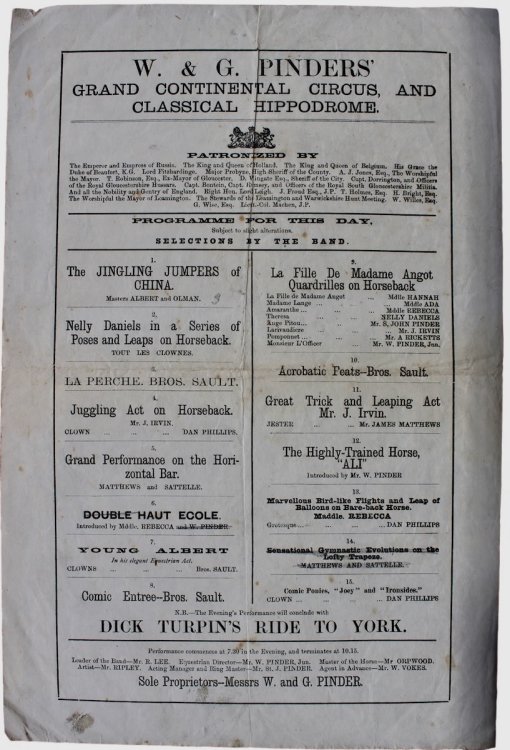 W. & G. PINDERS'
GRAND CONTINENTAL CIRCUS, AND
CLASSICAL HIPPODROME.
PATRONIZED BY
The Emperor and Empress of Russia. The King and Queen of Holland. The King and Queen of Belgium. His Grace the
Duke of Beaufort, K.G. Lord Fitzhardinge. Major Probyns, High Sheriff of the County. A. J. Jones, Esq., The Worshipful
the Mayor. T. Robinson, Esq., Ex-Mayor of Gloucester. D. Wingate Esq., Sheriff of the City. Capt. Dorrington, and Officers
of the Royal Gloucestershire Hussars. Capt. Bontein, Capt. Rumsey, and Officers of the Royal South Gloucestershire Militia.
And all the Nobility and Gentry of England. Right Hon. Lord Leigh. J. Froud Esq., J.P. T. Holmes, Esq. H. Bright, Esq.
The Worshipful the Mayor of Leamington. The Stewards of the Leamington and Warwickshire Hunt Meeting. W. Willes, Esq.
G. Wise, Esq. Lieut.-Col. Machen, J.P.
PROGRAMME FOR THIS DAY,
Subject to slight alterations.
SELECTIONS BY THE BAND.
1.
The JINGLING JUMPERS of
CHINA.
Masters ALBERT and OLMAN. 9
2.
Nelly Daniels in a Series of
Poses and Leaps on Horseback.
TOUT LES CLOWNES.
3.
LA PERCHE. BROS. SAULT.
4.
Juggling Act on Horseback.
Mr. J. IRVIN.
CLOWN ... ... ... DAN PHILLIPS.
5.
Grand Performance on the Hori-
zontal Bar.
MATTHEWS and SATTELLE.
6.
DOUBLE HAUT ECOLE.
Introduced by Mddle. REBECCA and W. PINDER.
7.
YOUNG ALBERT
In his elegant Equestrian Act.
CLOWNS ... ... ... Bros. SAULT.
8.
Comic Entree--Bros. Sault.
9.
La Fille De Madame Angot
Quadrilles on Horseback
La Fille de Madame Angot ... Mdlle HANNAH
Madame Lange ... ... Mdlle ADA
Amaranthe ... ... ... Mddle REBECCA
Theresa ... ... NELLY DANIELS
Auge Pitou... ... Mr. S, JOHN PINDER
Larivaudiere ... ... Mr. J. IRVIN
Pomponnet ... ... ... Mr. A RICKETTS
Monsieur L'Officer ... Mr. W. PINDER, Jun.
10.
Acrobatic Feats--Bros. Sault.
11.
Great Trick and Leaping Act
Mr. J. Irvin.
JESTER ... ... Mr. JAMES MATTHEWS
12.
The Highly-Trained Horse,
"ALI"
Introduced by Mr. W. PINDER
13.
Marvellous Bird-like Flights and Leap of
Balloons on Bare-back Horse.
Maddle. REBECCA
Grotesque... ... ... ... DAN PHILLIPS
14.
Sensational Gymnastic Evolutions on the
Lofty Trapeze.
MATTHEWS AND SATTELLE.
15.
Comic Ponies, "Joey" and "Ironsides."
CLOWN ... ... ... ... DAN PHILLIPS
N.B.--The Evening's Performance will conclude with
DICK TURPIN'S RIDE TO YORK.
Performance commences at 7.30 in the Evening, and terminates at 10.15.
Leader of the Band--Mr. R. LEE. Equestrian Director--Mr. W. PINDER, Jun. Master of the Horse--Mr ORPWOOD.
Artist--Mr. RIPLEY. Acting Manager and Ring Master--Mr. St. J. PINDER. Agent in Advance--Mr. W. VOKES.
Sole Proprietors--Messrs W. and G. PINDER.